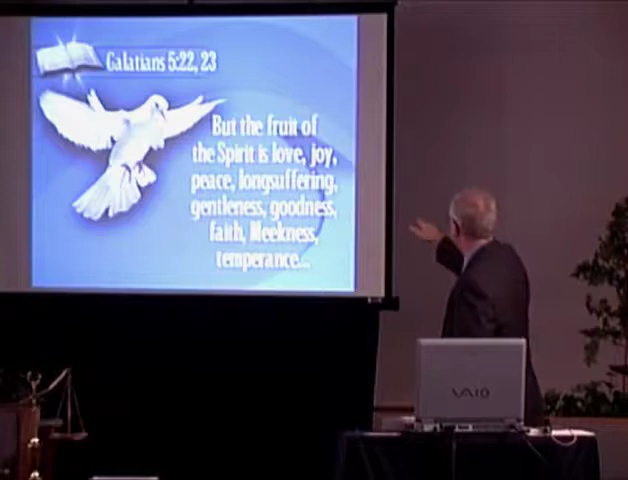 Galatians 5:22, 23
But the fruit of
the Spirit is love, joy,
peace, longsuffering,
gentleness, goodness,
faith, Meekness,
temperance...
VAIO